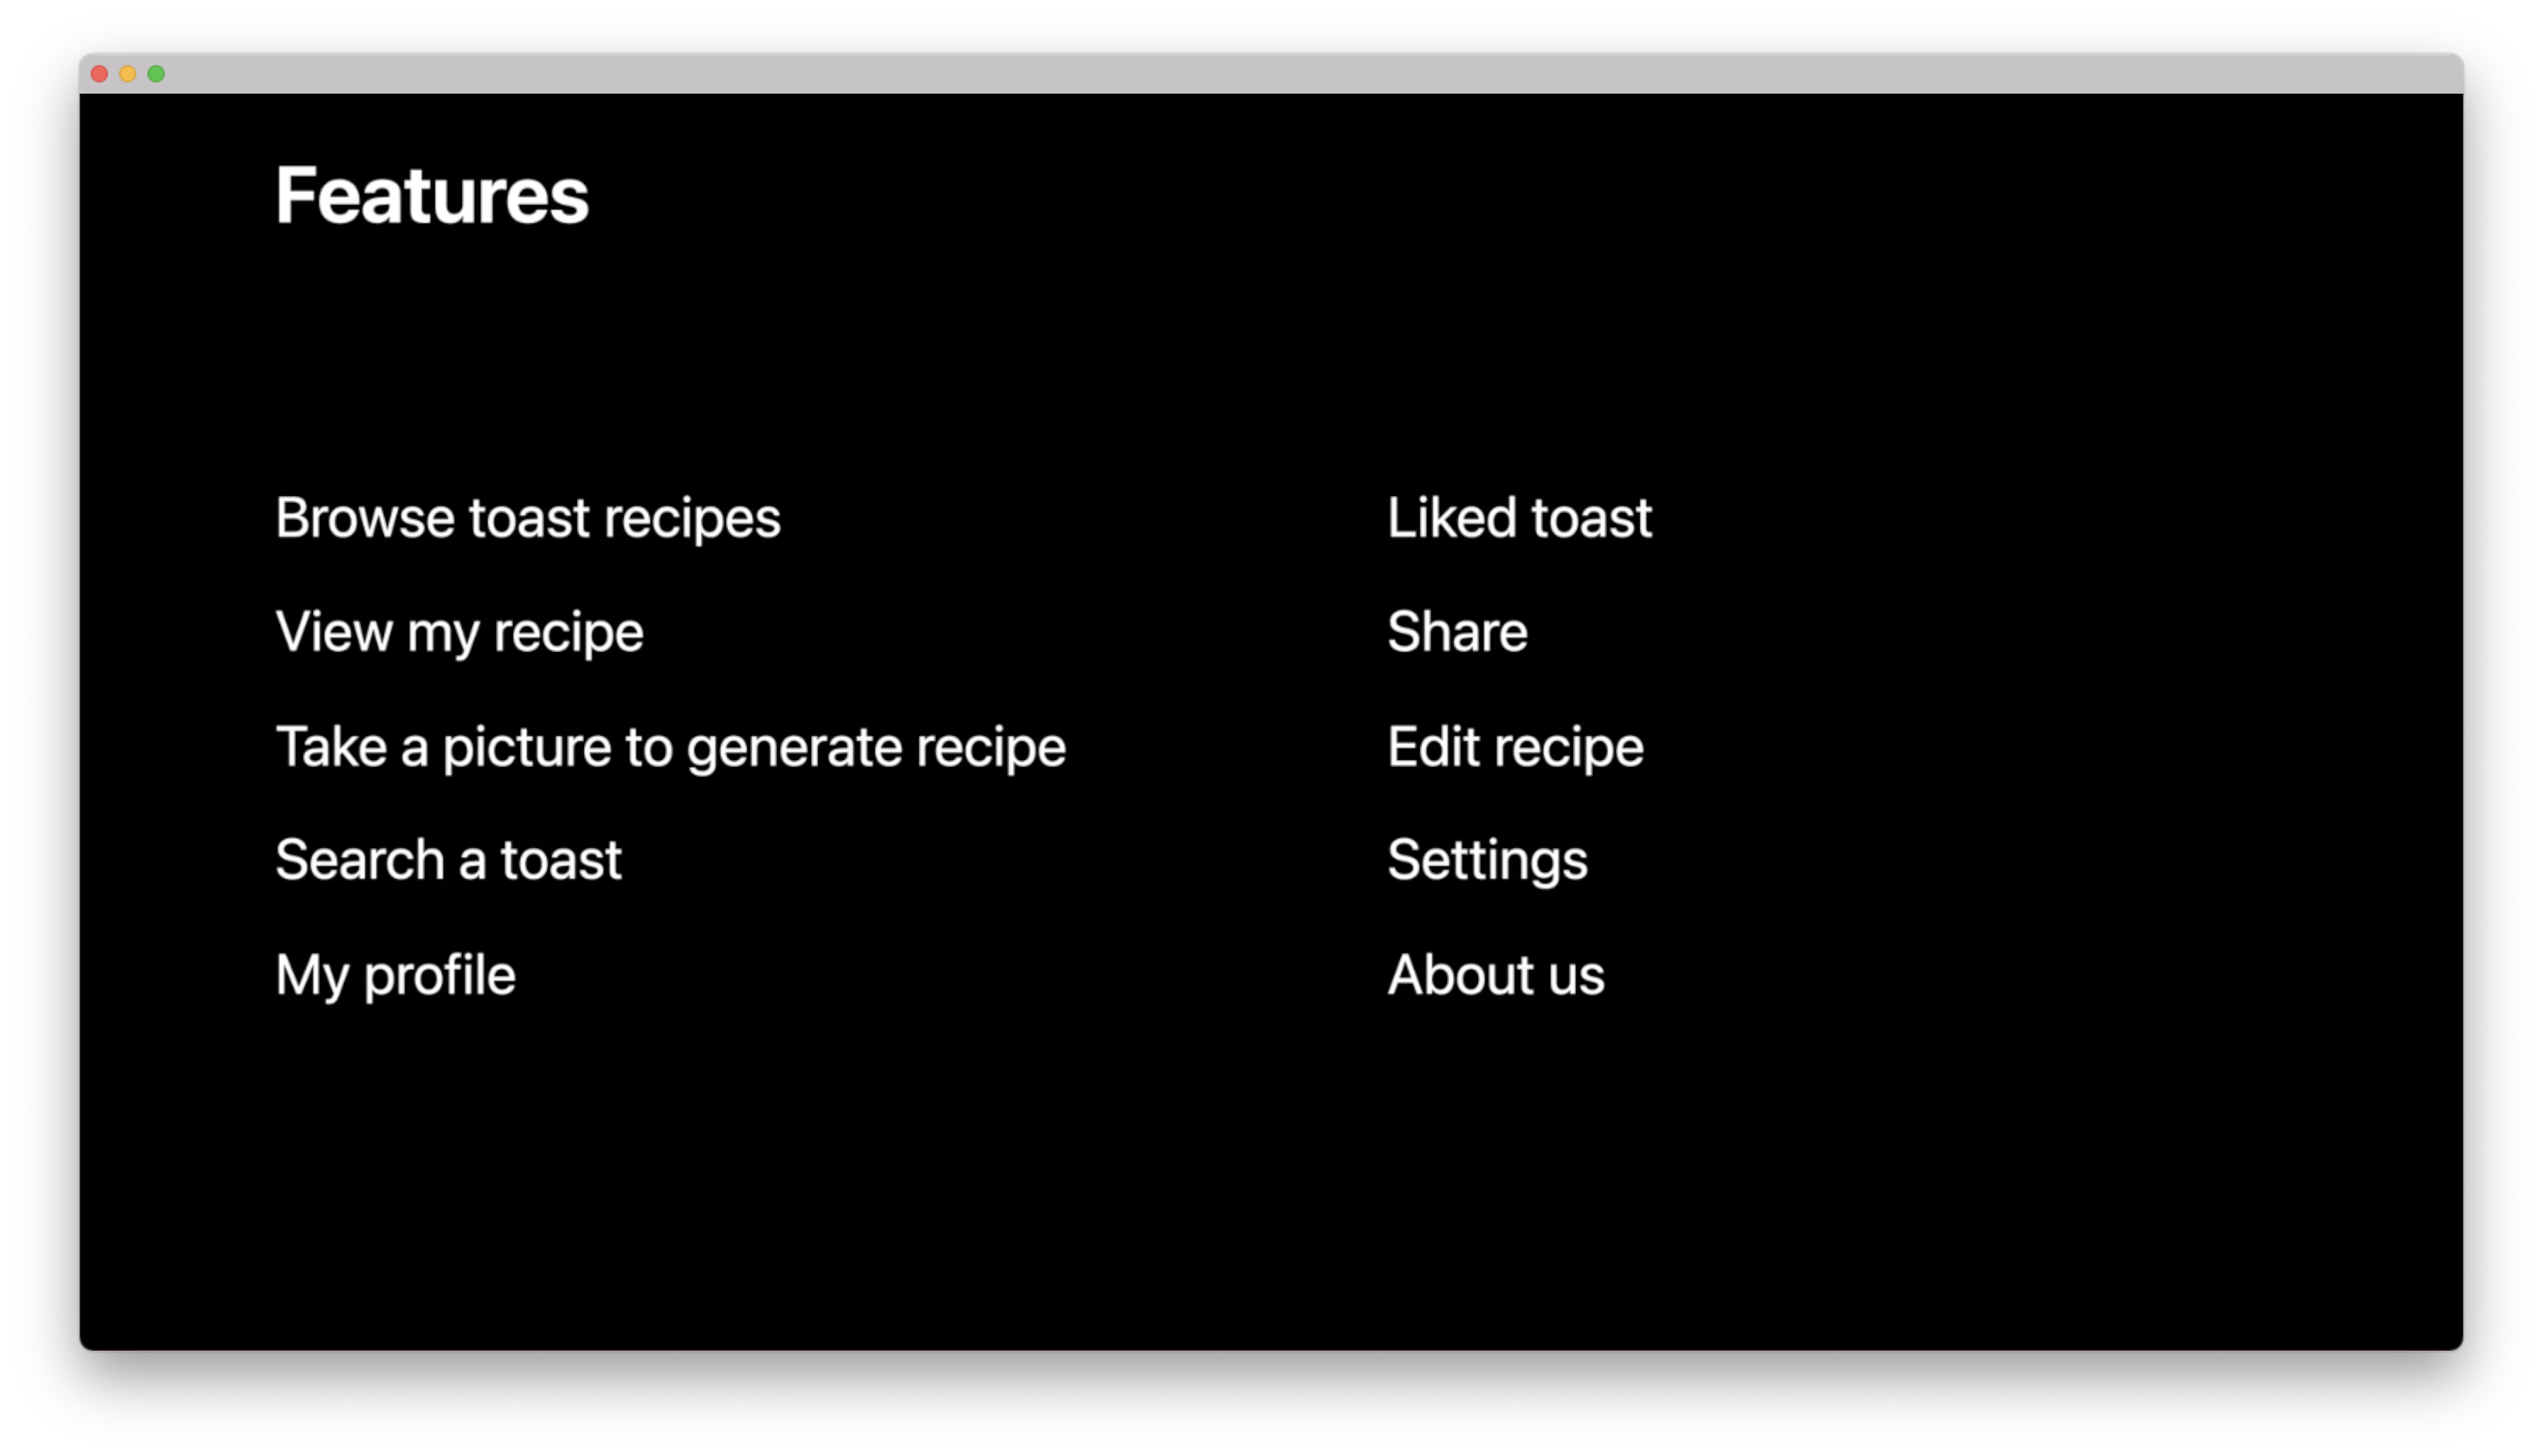 Features
Browse toast recipes
View my recipe
Take a picture to generate recipe
Search a toast
My profile
Liked toast
Share
Edit recipe
Settings
About us